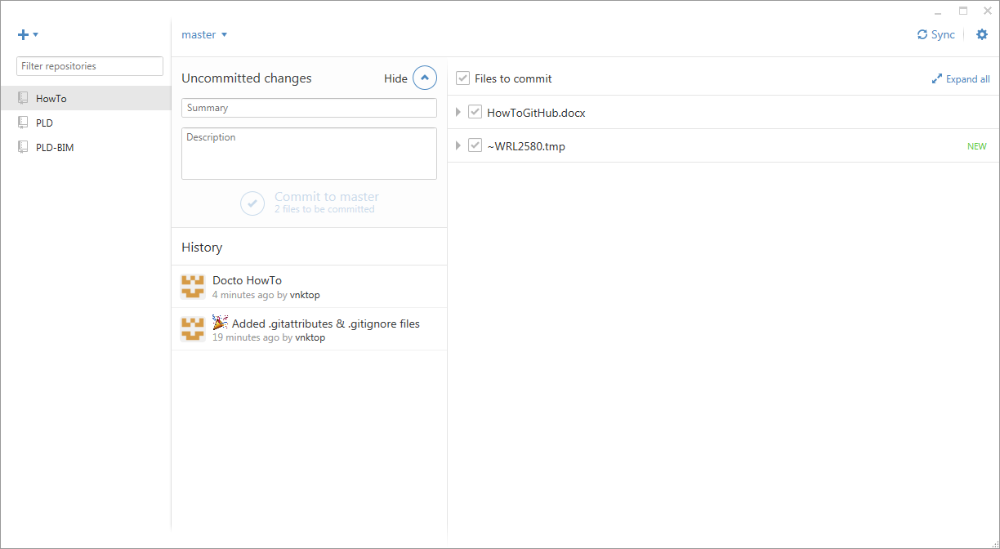 master
Sync
Filter repositories
HowTo
PLD
PLD-BIM
Uncommitted changes
Hide
Summary
Description
Commit to master
2 files to be committed
History
Docto HowTo
4 minutes ago by vnktop
Added .gitattributes & .gitignore files
19 minutes ago by vnktop
Files to commit
Expand all
HowToGitHub.docx
~WRL2580.tmp
NEW